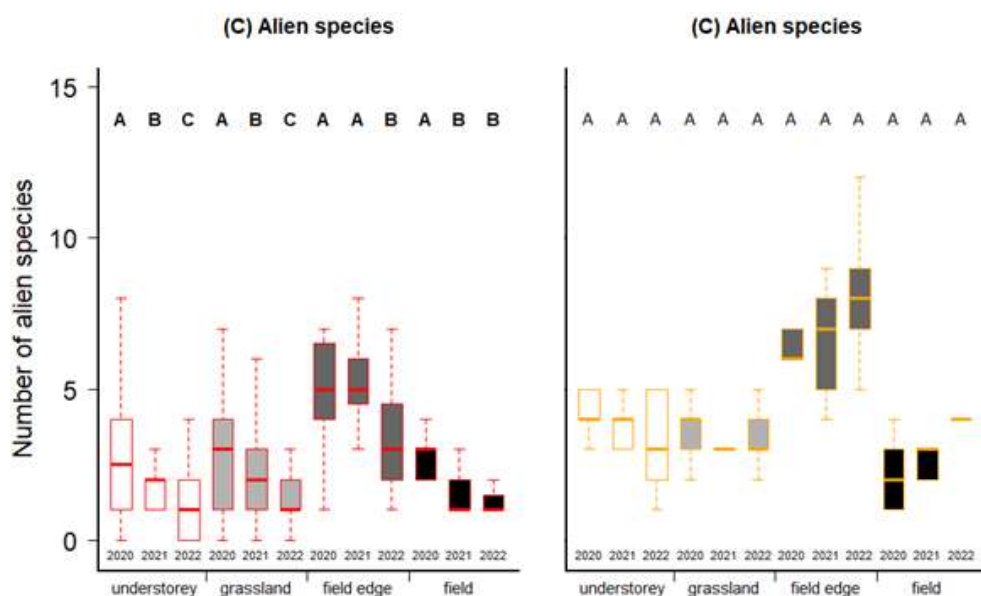 (C) Alien species
(C) Alien species
Number of alien species
15
10
5
0
A B C A B C A A B A B B
A A A A A A A A A A A A
2020 2021 2022 2020 2021 2022 2020 2021 2022 2020 2021 2022
understorey grassland field edge field
2020 2021 2022 2020 2021 2022 2020 2021 2022 2020 2021 2022
understorey grassland field edge field